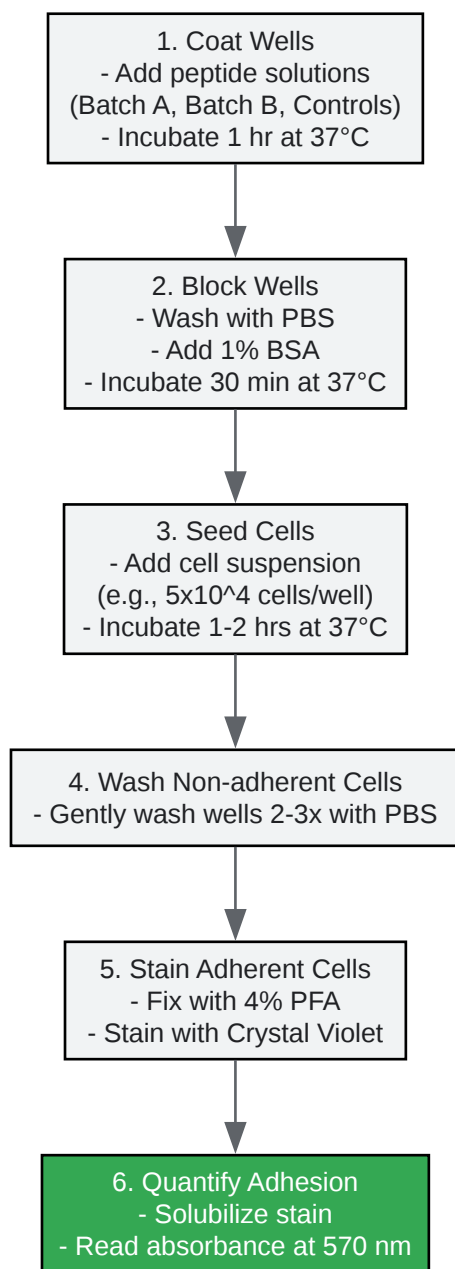 1. Coat Wells
- Add peptide solutions
(Batch A, Batch B, Controls)
- Incubate 1 hr at 37°C
2. Block Wells
- Wash with PBS
- Add 1% BSA
- Incubate 30 min at 37°C
3. Seed Cells
- Add cell suspension
(e.g., 5x10^4 cells/well)
- Incubate 1-2 hrs at 37°C
4. Wash Non-adherent Cells
- Gently wash wells 2-3x with PBS
5. Stain Adherent Cells
- Fix with 4% PFA
- Stain with Crystal Violet
6. Quantify Adhesion
- Solubilize stain
- Read absorbance at 570 nm